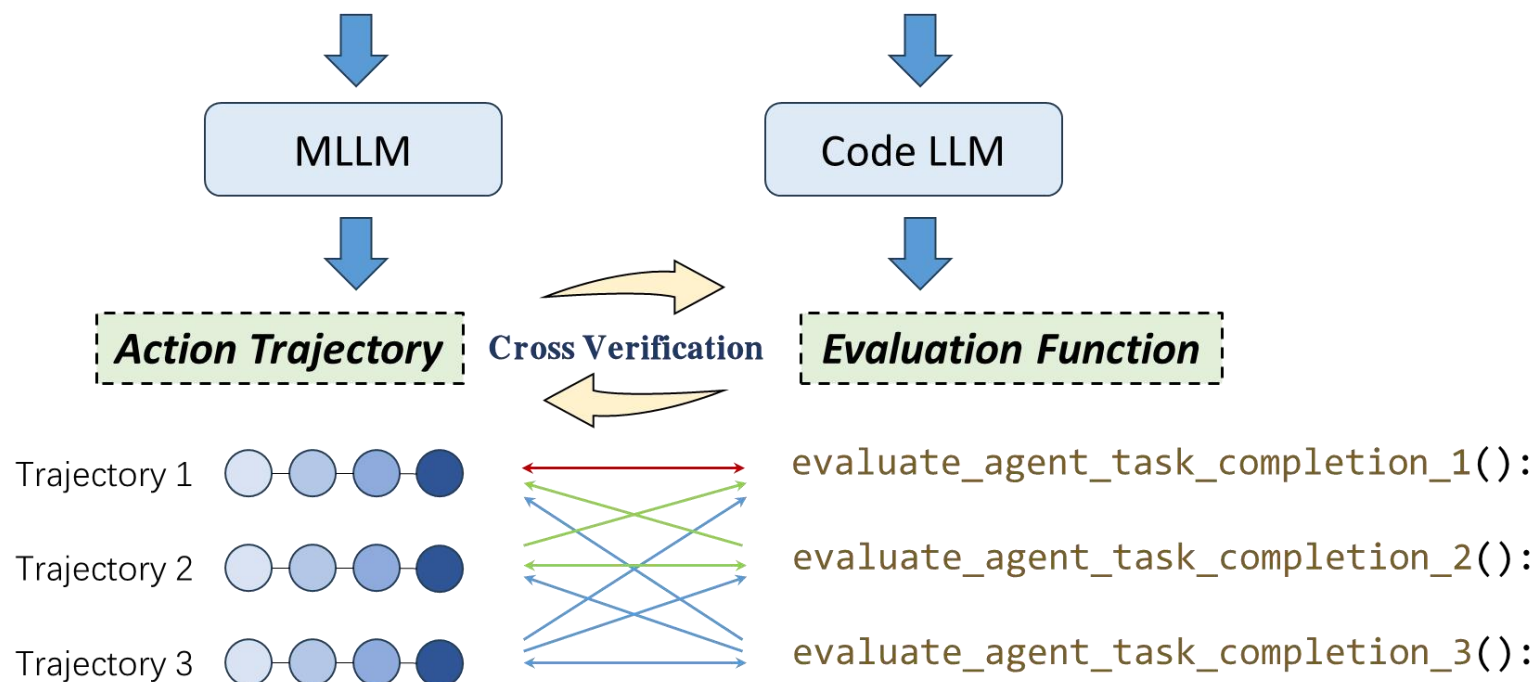 MLLM
Code LLM
Action Trajectory
Cross Verification
Evaluation Function
Trajectory 1
evaluate_agent_task_completion_1():
Trajectory 2
evaluate_agent_task_completion_2():
Trajectory 3
evaluate_agent_task_completion_3():